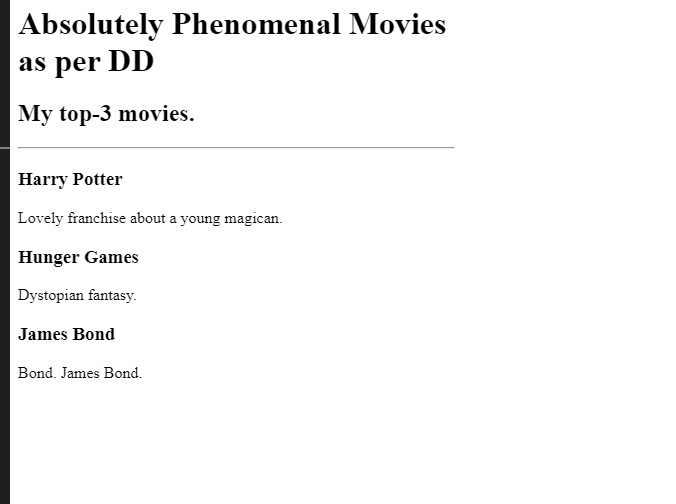 Absolutely Phenomenal Movies
as per DD
My top-3 movies.
Harry Potter
Lovely franchise about a young magican.
Hunger Games
Dystopian fantasy.
James Bond
Bond. James Bond.